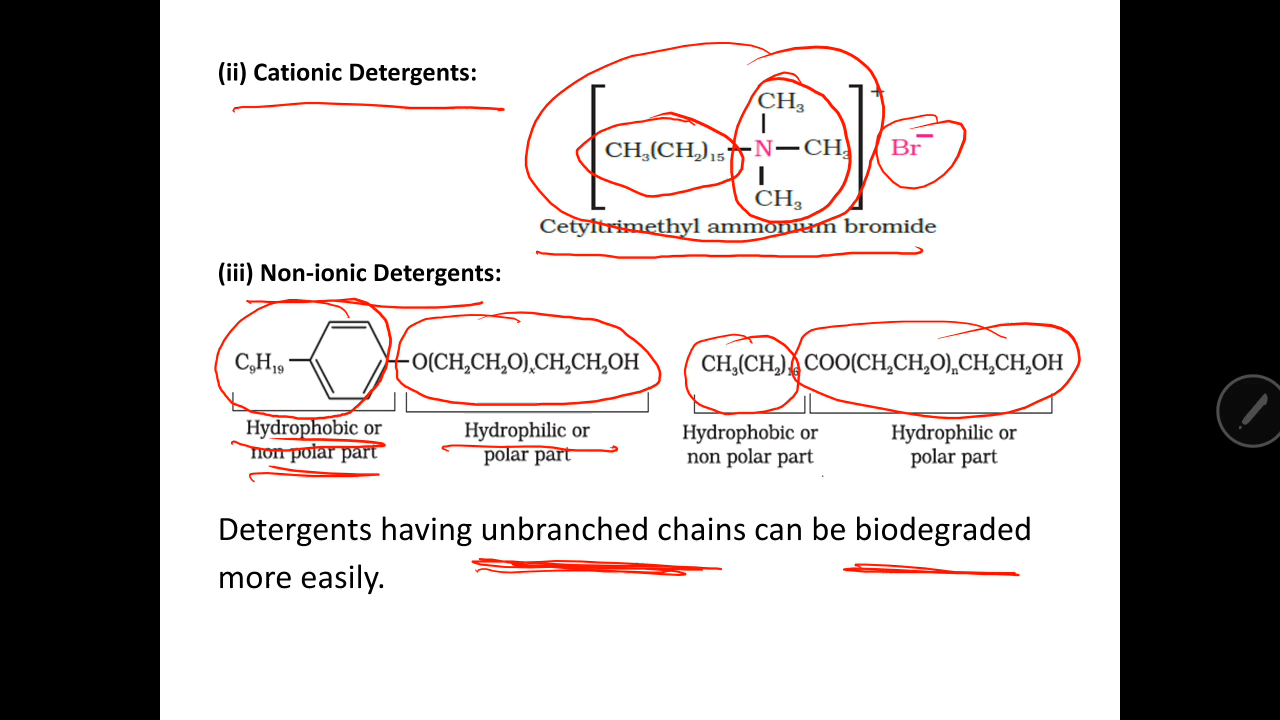 (ii) Cationic Detergents:
CH₃
+
CH₃(CH₂)₁₅ N CH₃ Br⁻
CH₃
Cetyltrimethyl ammonium bromide
(iii) Non-ionic Detergents:
C₉H₁₉ O(CH₂CH₂O)ₓCH₂CH₂OH CH₃(CH₂)₁₆ COO(CH₂CH₂O)ₙCH₂CH₂OH
Hydrophobic or Hydrophilic or Hydrophobic or Hydrophilic or
non polar part polar part non polar part polar part
Detergents having unbranched chains can be biodegraded
more easily.